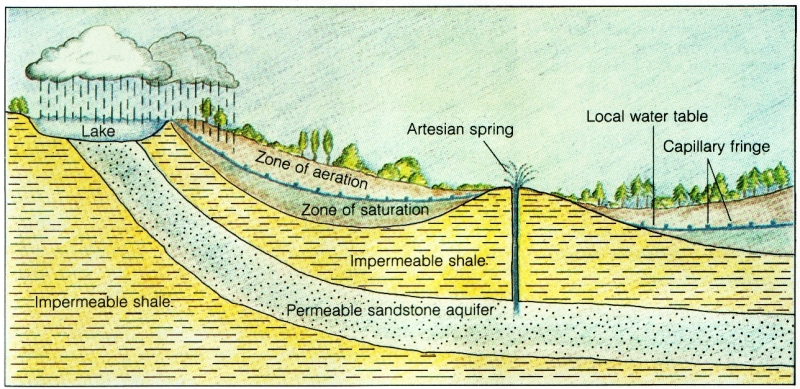 Lake
Artesian spring
Local water table
Capillary fringe
Zone of aeration
Zone of saturation
Impermeable shale
Impermeable shale
Permeable sandstone aquifer